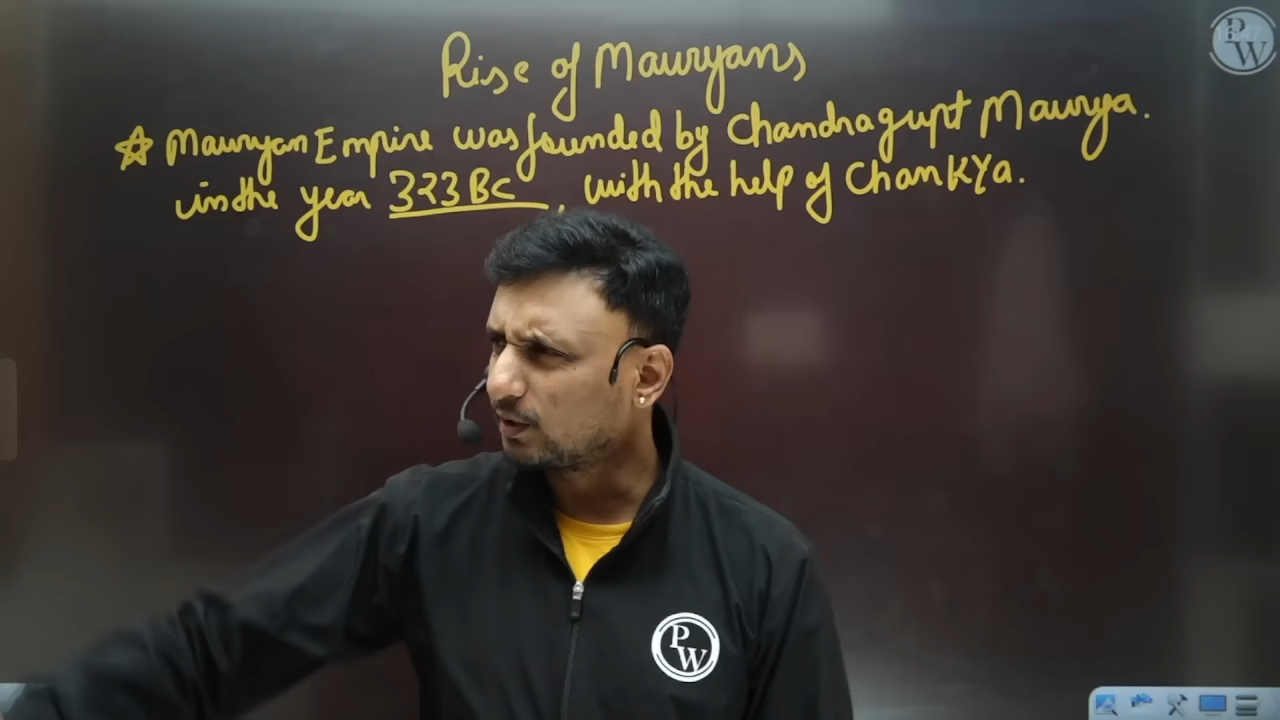 Rise of Mauryans
☆ Mauryan Empire was founded by Chandragupt Maurya.
in the year 323 BC, with the help of ChanKYa.
PW
PW